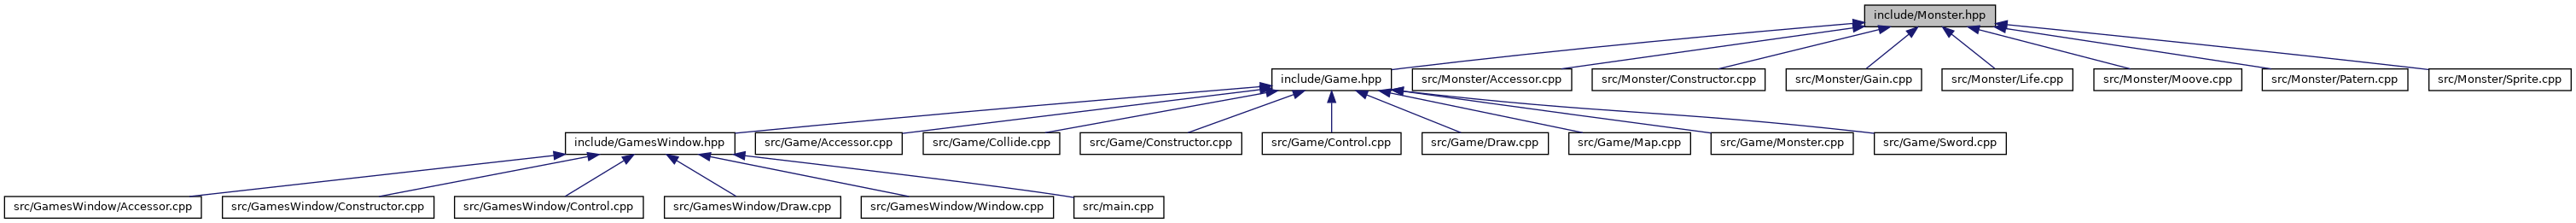 include/Monster.hpp
include/Game.hpp
src/Monster/Accessor.cpp
src/Monster/Constructor.cpp
src/Monster/Gain.cpp
src/Monster/Life.cpp
src/Monster/Moove.cpp
src/Monster/Patern.cpp
src/Monster/Sprite.cpp
include/GamesWindow.hpp
src/Game/Accessor.cpp
src/Game/Collide.cpp
src/Game/Constructor.cpp
src/Game/Control.cpp
src/Game/Draw.cpp
src/Game/Map.cpp
src/Game/Monster.cpp
src/Game/Sword.cpp
src/GamesWindow/Accessor.cpp
src/GamesWindow/Constructor.cpp
src/GamesWindow/Control.cpp
src/GamesWindow/Draw.cpp
src/GamesWindow/Window.cpp
src/main.cpp